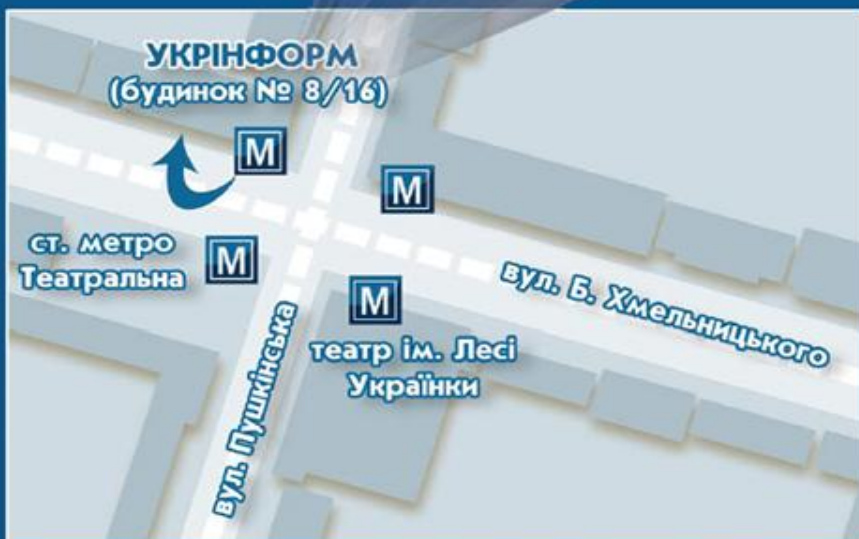 УКРІНФОРМ
(будинок № 8/16)
М
М
ст. метро
Театральна
М
М
вул. Б. Хмельницького
театр ім. Лесі
Українки
вул. Пушкінська